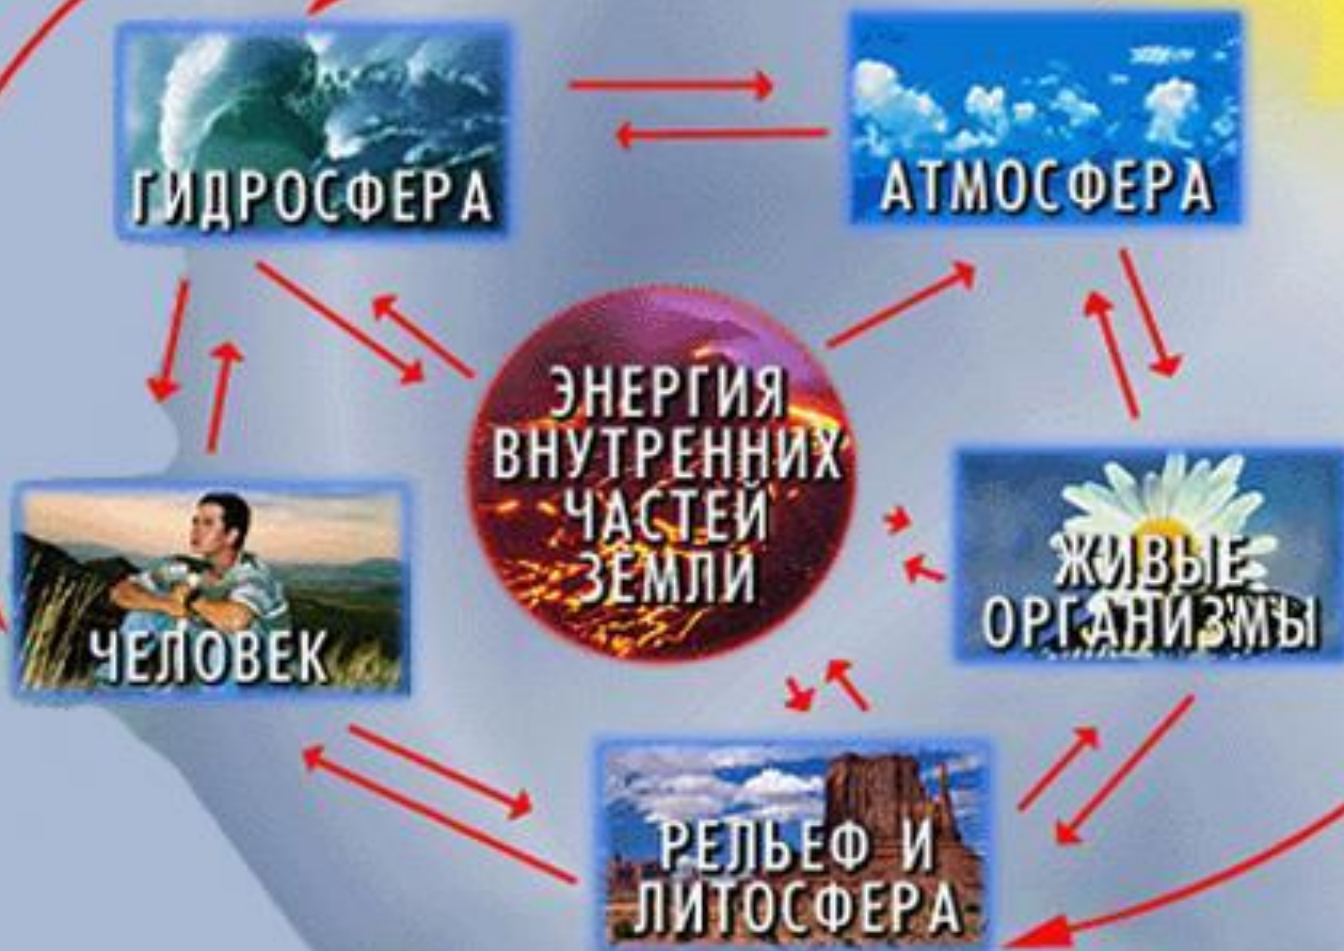 ГИДРОСФЕРА
АТМОСФЕРА
ЭНЕРГИЯ
ВНУТРЕННИХ
ЧАСТЕЙ
ЗЕМЛИ
ЖИВЫЕ
ОРГАНИЗМЫ
ЧЕЛОВЕК
РЕЛЬЕФ И
ЛИТОСФЕРА